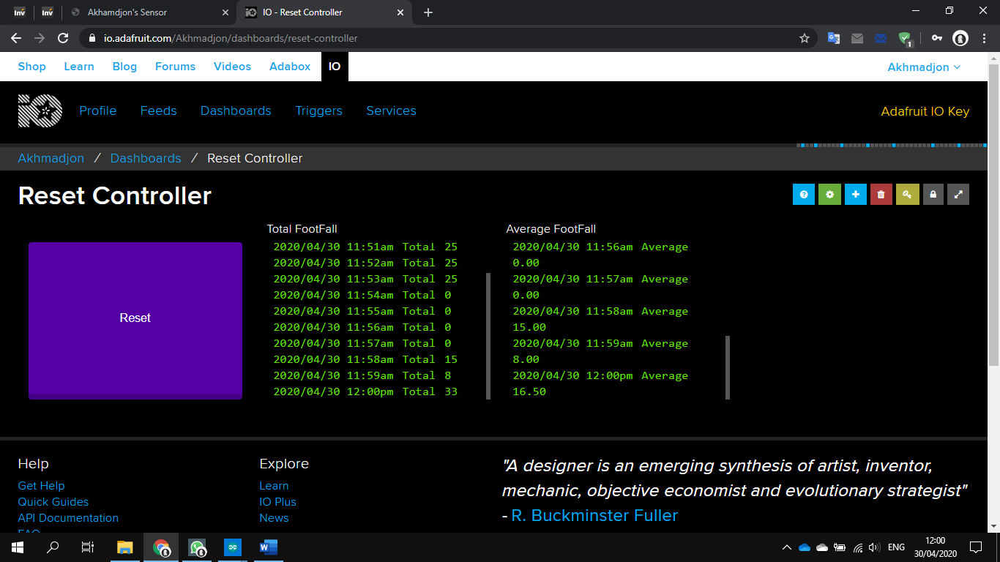 Inv
Inv
Akhamdjon's Sensor
IO - Reset Controller
io.adafruit.com/Akhmadjon/dashboards/reset-controller
1
Shop Learn Blog Forums Videos Adabox IO
Akhmadjon
Profile Feeds Dashboards Triggers Services
Adafruit IO Key
Akhmadjon / Dashboards / Reset Controller
Reset Controller
Reset
Total FootFall
2020/04/30 11:51am Total 25
2020/04/30 11:52am Total 25
2020/04/30 11:53am Total 25
2020/04/30 11:54am Total 0
2020/04/30 11:55am Total 0
2020/04/30 11:56am Total 0
2020/04/30 11:57am Total 0
2020/04/30 11:58am Total 15
2020/04/30 11:59am Total 8
2020/04/30 12:00pm Total 33
Average FootFall
2020/04/30 11:56am Average
0.00
2020/04/30 11:57am Average
0.00
2020/04/30 11:58am Average
15.00
2020/04/30 11:59am Average
8.00
2020/04/30 12:00pm Average
16.50
Help
Get Help
Quick Guides
API Documentation
FAQ
Explore
Learn
IO Plus
News
"A designer is an emerging synthesis of artist, inventor,
mechanic, objective economist and evolutionary strategist"
- R. Buckminster Fuller
ENG
12:00
30/04/2020